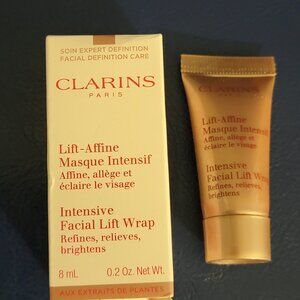 SOIN EXPERT DEFINITION
FACIAL DEFINITION CARE
CLARINS
PARIS
Lift-Affine
Masque Intensif
Affine, allège et
éclaire le visage
Intensive
Facial Lift Wrap
Refines, relieves,
brightens
8 mL 0.2 Oz. Net Wt.
AUX EXTRAITS DE PLANTES
CLARINS
PARIS
Lift-Affine
Masque Intensif
Affine, allège et
éclaire le visage
Intensive
Facial Lift Wrap
Refines, relieves,
brightens